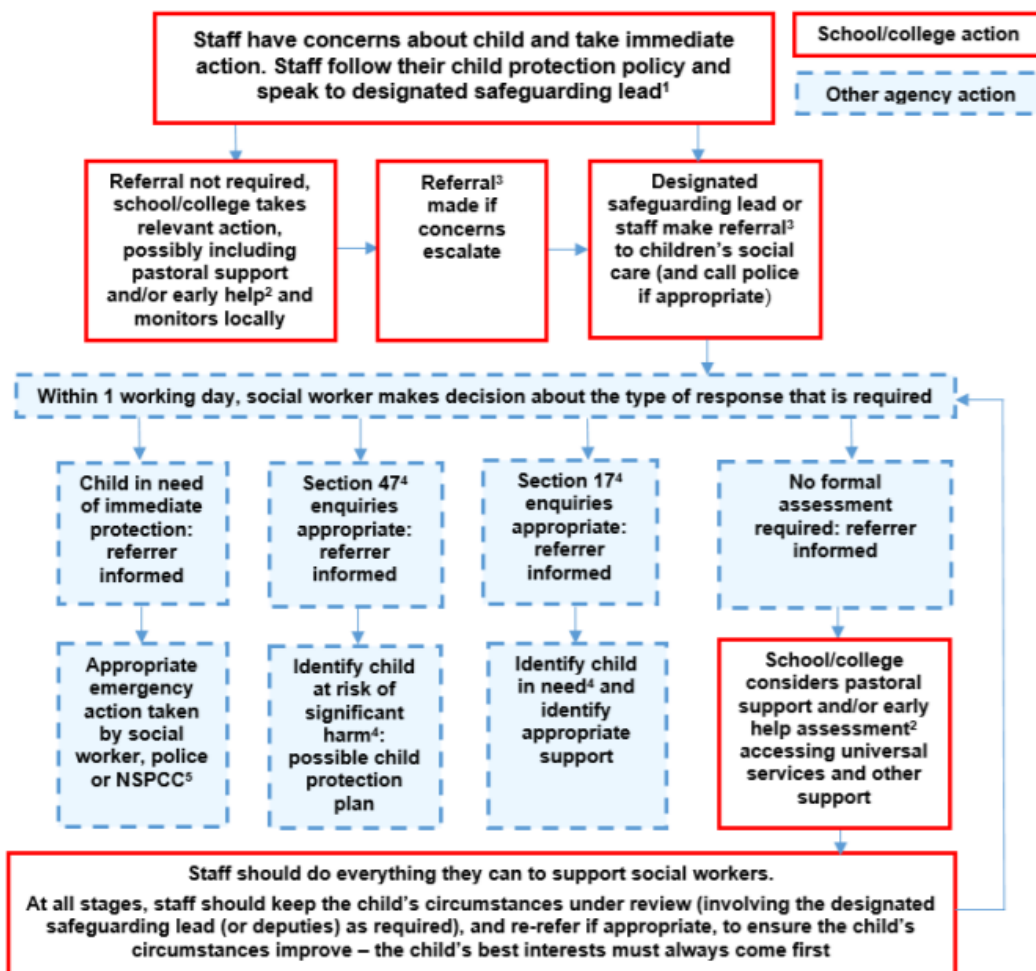 Staff have concerns about child and take immediate
action. Staff follow their child protection policy and
speak to designated safeguarding lead¹
School/college action
Other agency action
Referral not required,
school/college takes
relevant action,
possibly including
pastoral support
and/or early help² and
monitors locally
Referral³
made if
concerns
escalate
Designated
safeguarding lead or
staff make referral³
to children's social
care (and call police
if appropriate)
Within 1 working day, social worker makes decision about the type of response that is required
Child in need
of immediate
protection:
referrer
informed
Section 47⁴
enquiries
appropriate:
referrer
informed
Section 17⁴
enquiries
appropriate:
referrer
informed
No formal
assessment
required: referrer
informed
Appropriate
emergency
action taken
by social
worker, police
or NSPCC⁵
Identify child
at risk of
significant
harm⁴:
possible child
protection
plan
Identify child
in need⁴ and
identify
appropriate
support
School/college
considers pastoral
support and/or early
help assessment²
accessing universal
services and other
support
Staff should do everything they can to support social workers.
At all stages, staff should keep the child's circumstances under review (involving the designated
safeguarding lead (or deputies) as required), and re-refer if appropriate, to ensure the child's
circumstances improve – the child's best interests must always come first